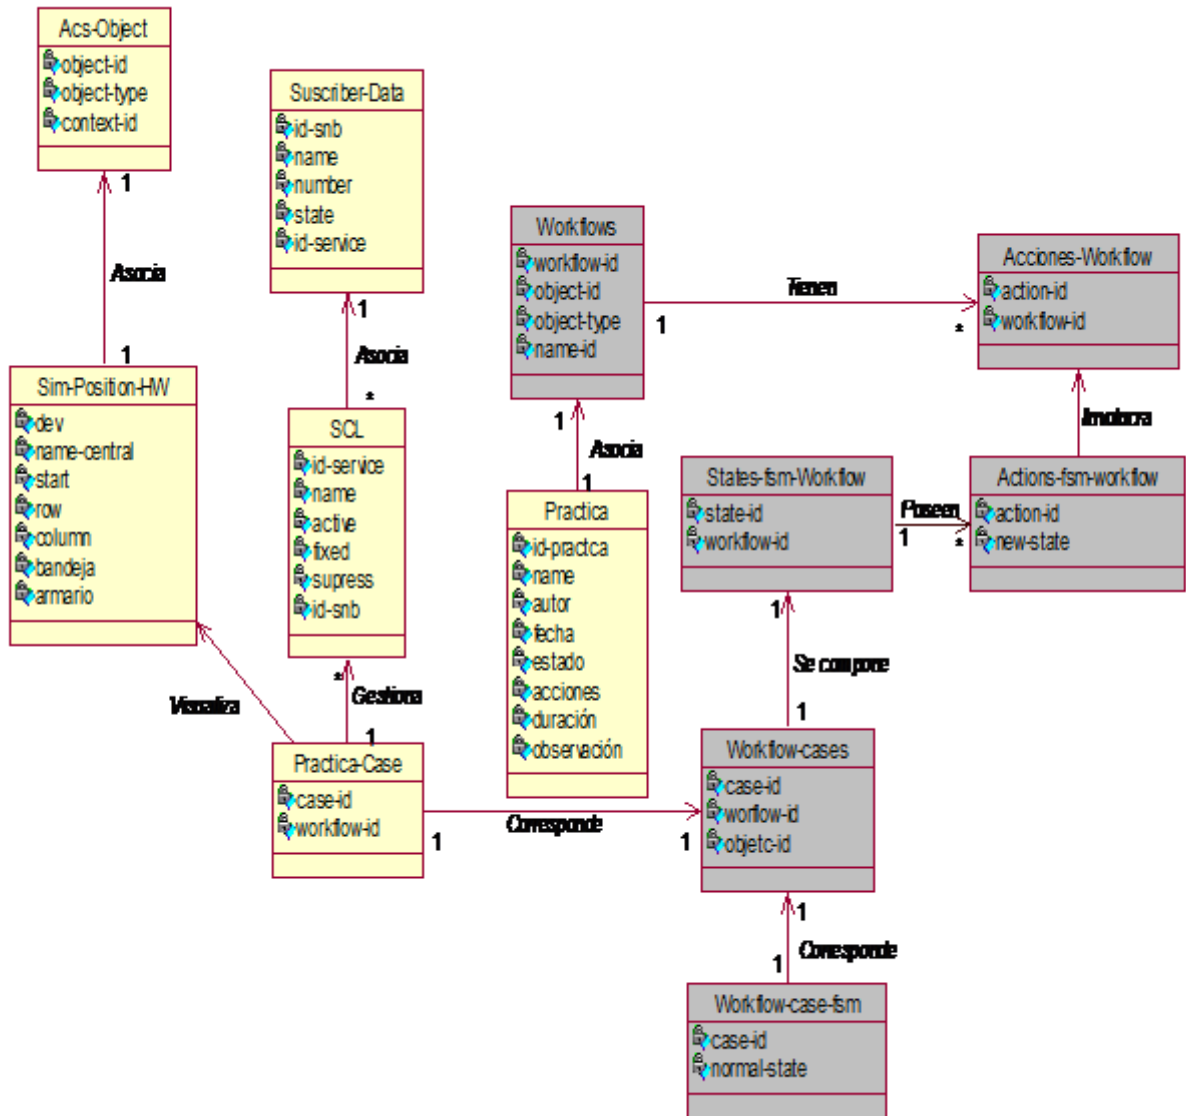 Acs-Object
object-id
object-type
context-id
1
Asocia
1
Sim-Position-HW
dev
name-central
start
row
column
bandeja
armario
Visualiza
Suscriber-Data
id-snb
name
number
state
id-service
1
Asocia
*
SCL
id-service
name
active
fixed
supress
id-snb
*
Gestiona
1
Practica-Case
case-id
workflow-id
1
Corresponde
1
Workflows
workflow-id
object-id
object-type
name-id
1
Tienen
*
1
Asocia
1
Practica
id-practca
name
autor
fecha
estado
acciones
duración
observación
Acciones-Workflow
action-id
workflow-id
Involucra
States-fsm-Workflow
state-id
workflow-id
Poseen
1
*
Actions-fsm-workflow
action-id
new-state
1
Se compone
1
Workflow-cases
case-id
worflow-id
objetc-id
1
Corresponde
1
Workflow-case-fsm
case-id
normal-state